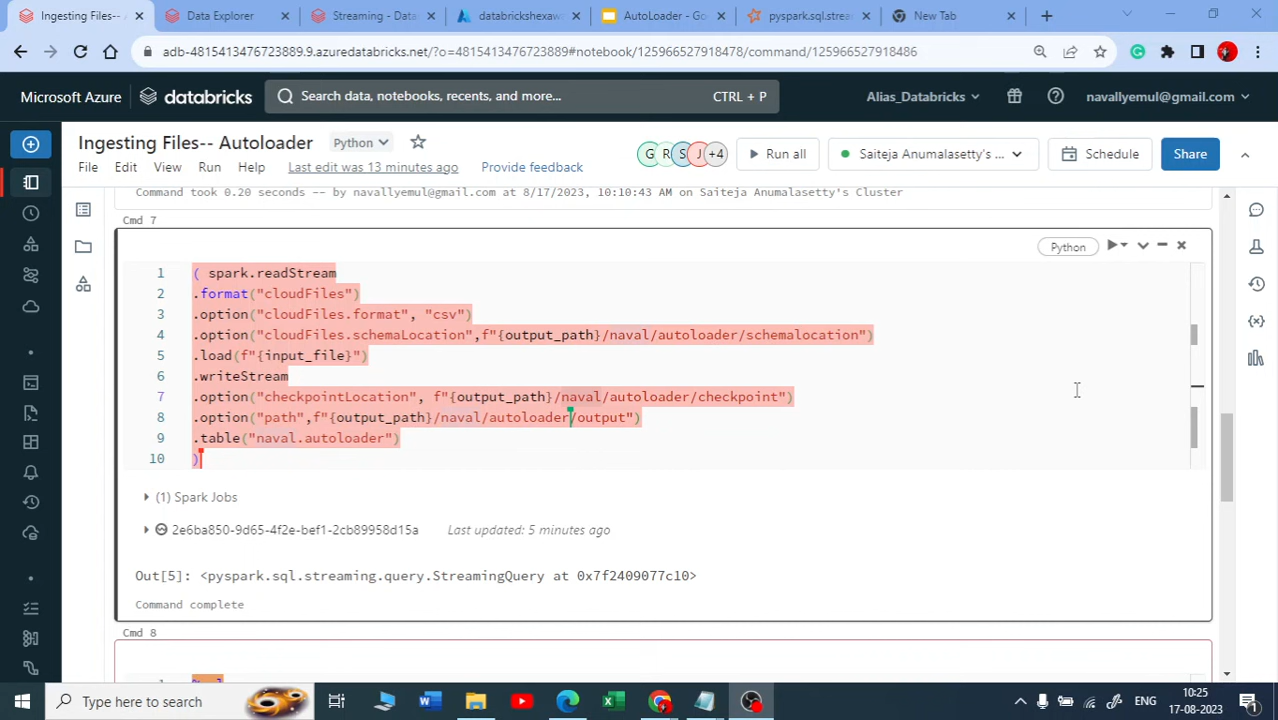 Ingesting Files-- A
Data Explorer
Streaming - Data
databrickshexaw
AutoLoader - Go
pyspark.sql.strea
New Tab
adb-4815413476723889.9.azuredatabricks.net/?o=4815413476723889#notebook/125966527918478/command/125966527918486
Microsoft Azure
databricks
Search data, notebooks, recents, and more...
CTRL + P
Alias_Databricks
navallyemul@gmail.com
Ingesting Files-- Autoloader
Python
File
Edit
View
Run
Help
Last edit was 13 minutes ago
Provide feedback
G
R
S
J
+4
Run all
Saiteja Anumalasetty's ...
Schedule
Share
Command took 0.20 seconds -- by navallyemul@gmail.com at 8/17/2023, 10:10:43 AM on Saiteja Anumalasetty's Cluster
Cmd 7
Python
1 ( spark.readStream
2 .format("cloudFiles")
3 .option("cloudFiles.format", "csv")
4 .option("cloudFiles.schemaLocation",f"{output_path}/naval/autoloader/schemalocation")
5 .load(f"{input_file}")
6 .writeStream
7 .option("checkpointLocation", f"{output_path}/naval/autoloader/checkpoint")
8 .option("path",f"{output_path}/naval/autoloader/output")
9 .table("naval.autoloader")
10 )
(1) Spark Jobs
2e6ba850-9d65-4f2e-bef1-2cb89958d15a
Last updated: 5 minutes ago
Out[5]: <pyspark.sql.streaming.query.StreamingQuery at 0x7f2409077c10>
Command complete
Cmd 8
Type here to search
ENG
10:25
17-08-2023
1